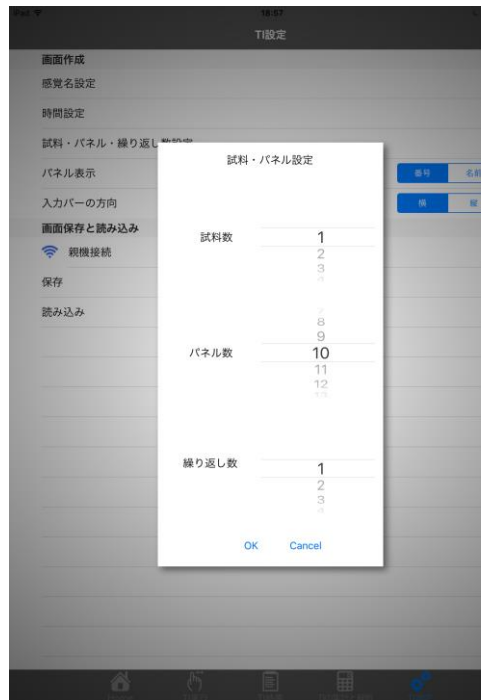 iPad
18:57
TI設定
画面作成
感覚名設定
時間設定
試料・パネル・繰り返し数設定
パネル表示
番号
名前
入力バーの方向
横
縦
画面保存と読み込み
親機接続
保存
読み込み
試料・パネル設定
試料数
1
2
3
パネル数
8
9
10
11
12
13
繰り返し数
1
2
3
OK
Cancel